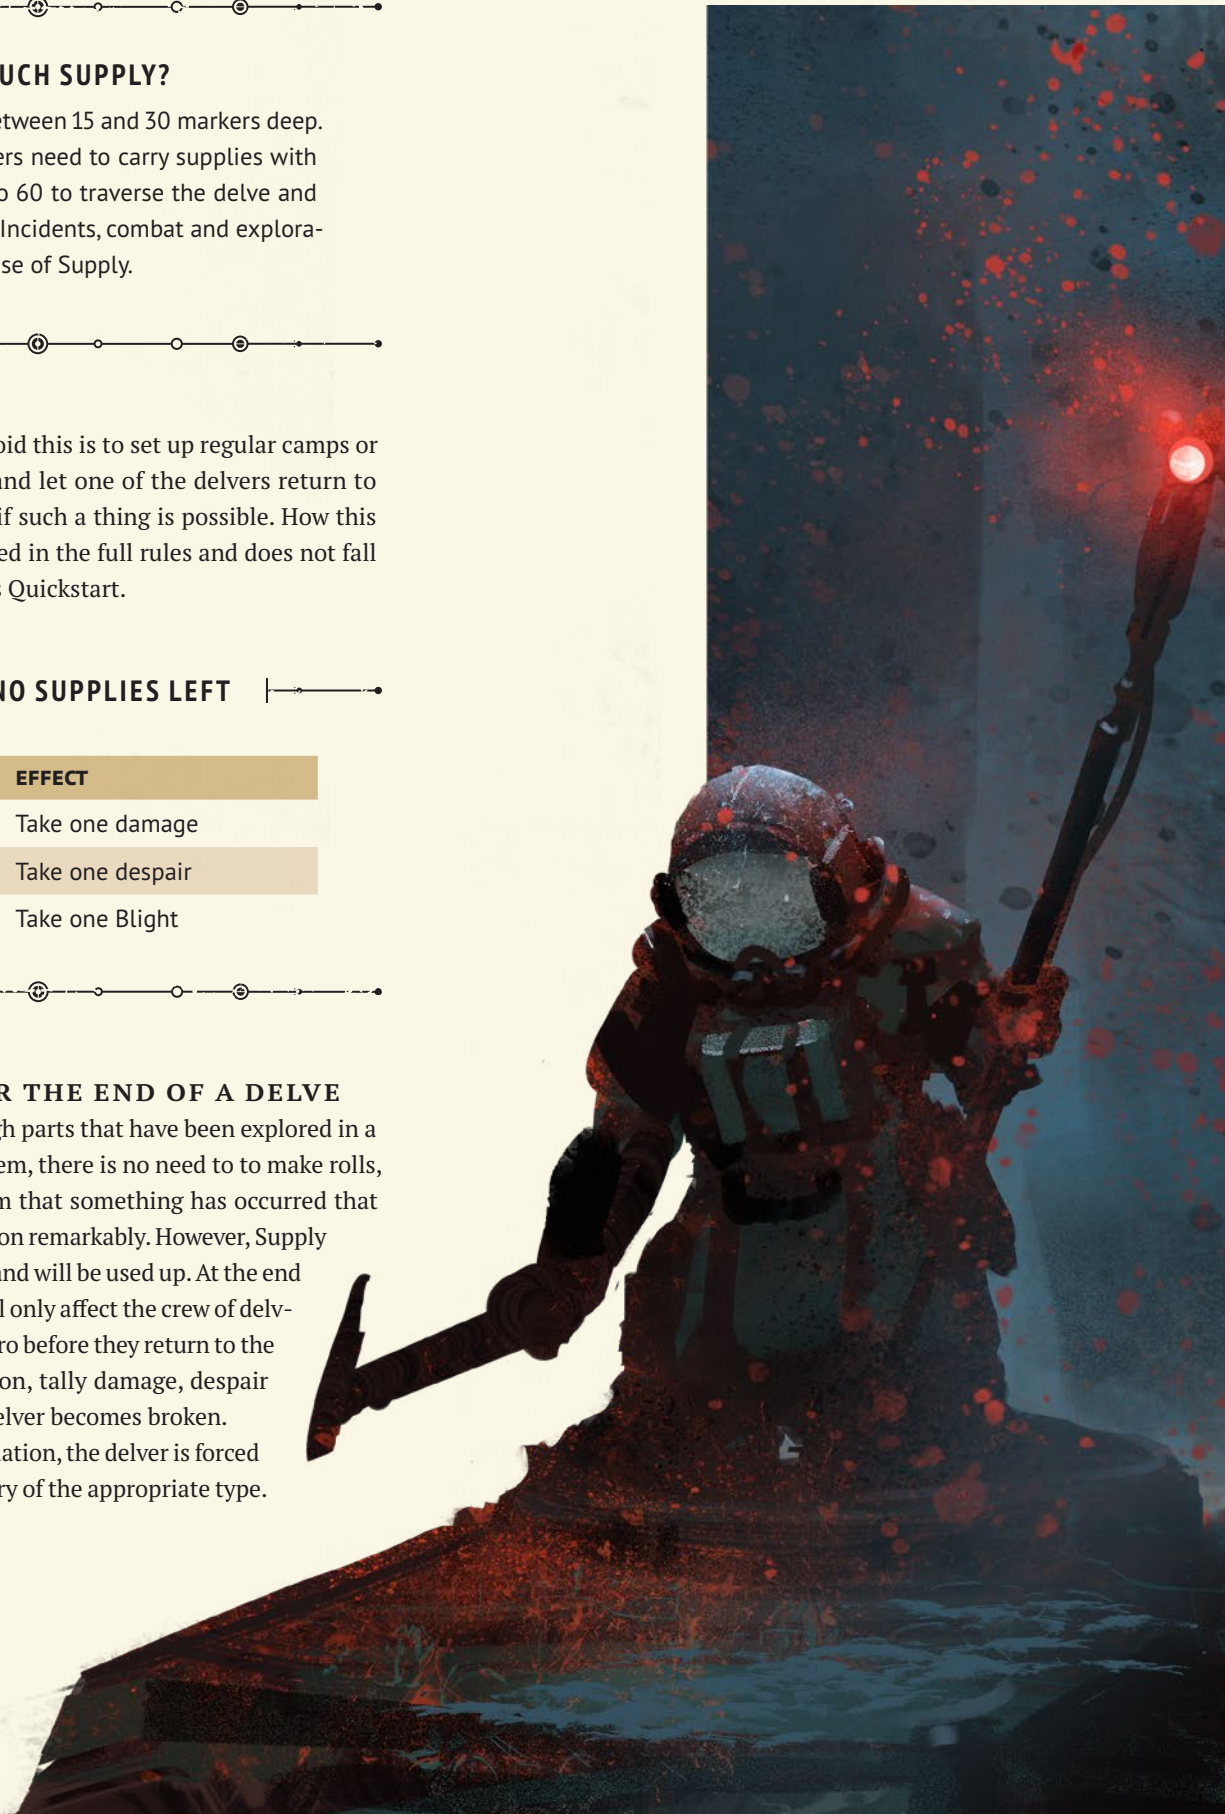 UCH SUPPLY?
etween 15 and 30 markers deep.
ers need to carry supplies with
o 60 to traverse the delve and
Incidents, combat and explora-
se of Supply.
oid this is to set up regular camps or
and let one of the delvers return to
if such a thing is possible. How this
ed in the full rules and does not fall
s Quickstart.
NO SUPPLIES LEFT
EFFECT
Take one damage
Take one despair
Take one Blight
R THE END OF A DELVE
gh parts that have been explored in a
em, there is no need to to make rolls,
m that something has occurred that
on remarkably. However, Supply
and will be used up. At the end
l only affect the crew of delv-
ro before they return to the
on, tally damage, despair
elver becomes broken.
ation, the delver is forced
ry of the appropriate type.